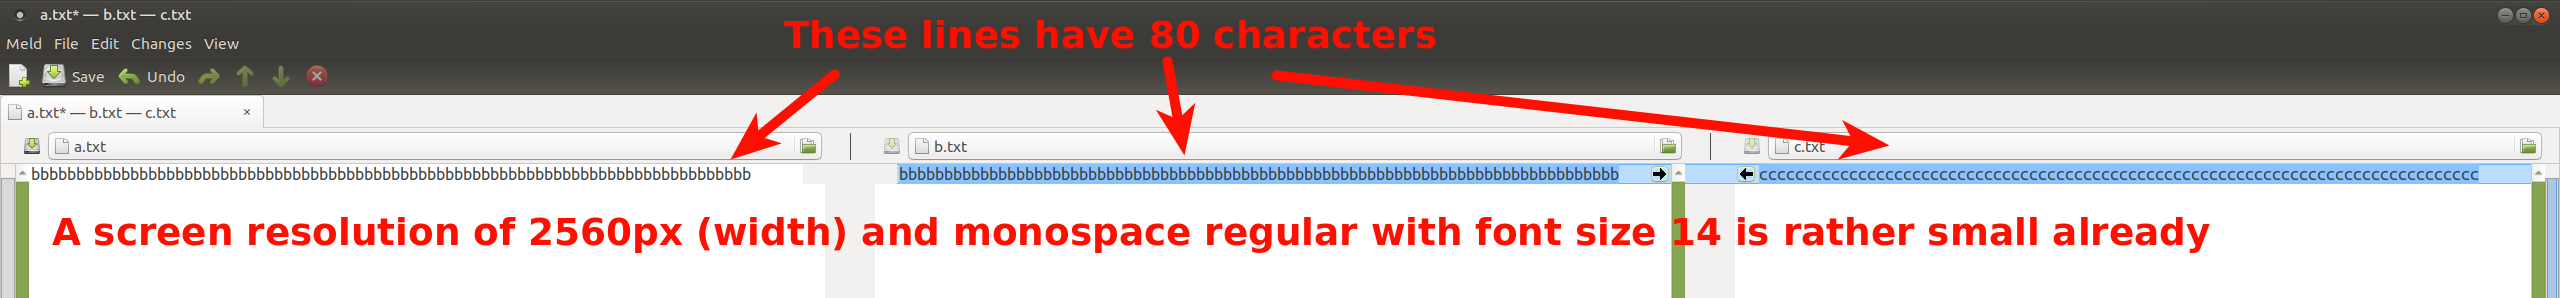 a.txt* — b.txt — c.txt
These lines have 80 characters
Meld File Edit Changes View
Save Undo
a.txt* — b.txt — c.txt ×
a.txt b.txt c.txt
bbbbbbbbbbbbbbbbbbbbbbbbbbbbbbbbbbbbbbbbbbbbbbbbbbbbbbbbbbbbbbbbbbbbbbbbbbbbbbbb bbbbbbbbbbbbbbbbbbbbbbbbbbbbbbbbbbbbbbbbbbbbbbbbbbbbbbbbbbbbbbbbbbbbbbbbbbbbbbbb cccccccccccccccccccccccccccccccccccccccccccccccccccccccccccccccccccccccccccccccc
A screen resolution of 2560px (width) and monospace regular with font size 14 is rather small already